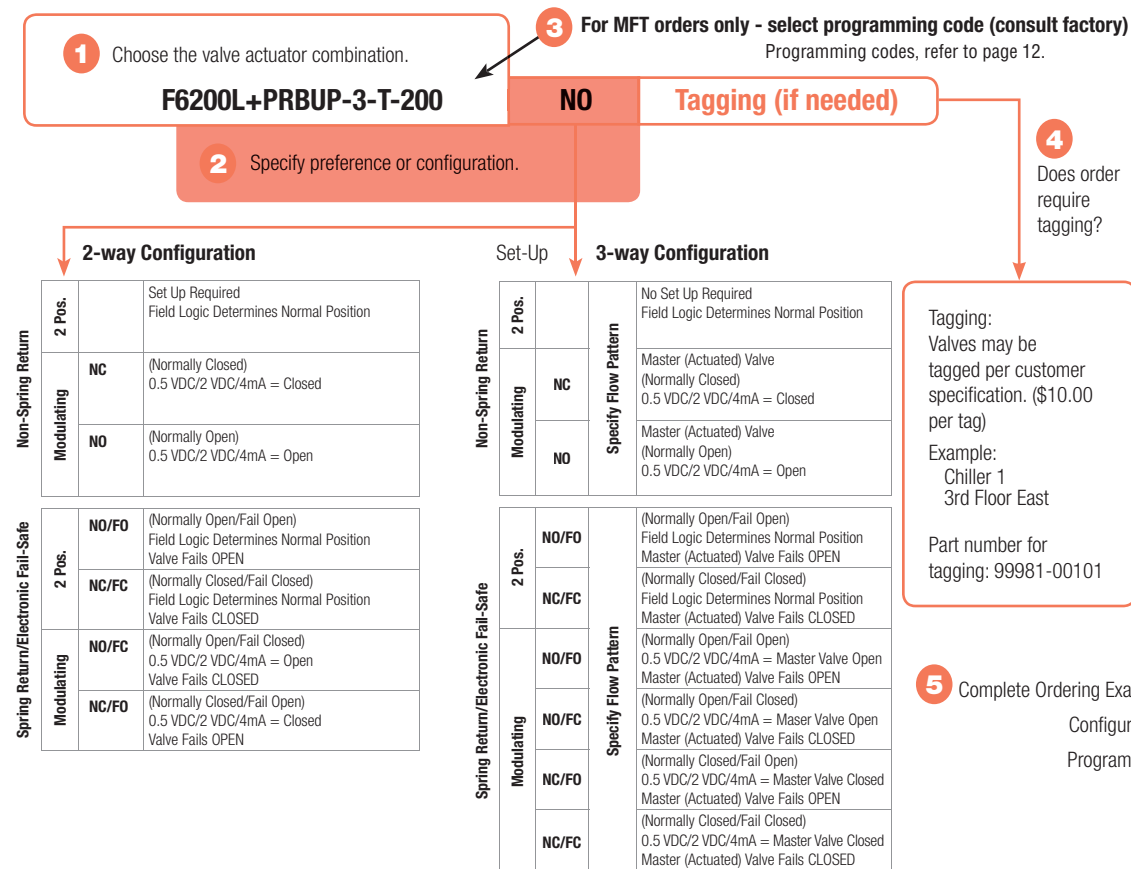 1 Choose the valve actuator combination.
3 For MFT orders only - select programming code (consult factory)
Programming codes, refer to page 12.
F6200L+PRBUP-3-T-200 NO Tagging (if needed)
2 Specify preference or configuration.
4
Does order
require
tagging?
2-way Configuration
Non-Spring Return
2 Pos.
Set Up Required
Field Logic Determines Normal Position
Modulating
NC
(Normally Closed)
0.5 VDC/2 VDC/4mA = Closed
NO
(Normally Open)
0.5 VDC/2 VDC/4mA = Open
Spring Return/Electronic Fail-Safe
2 Pos.
NO/FO
(Normally Open/Fail Open)
Field Logic Determines Normal Position
Valve Fails OPEN
NC/FC
(Normally Closed/Fail Closed)
Field Logic Determines Normal Position
Valve Fails CLOSED
Modulating
NO/FC
(Normally Open/Fail Closed)
0.5 VDC/2 VDC/4mA = Open
Valve Fails CLOSED
NC/FO
(Normally Closed/Fail Open)
0.5 VDC/2 VDC/4mA = Closed
Valve Fails OPEN
Set-Up
3-way Configuration
Non-Spring Return
2 Pos.
Specify Flow Pattern
No Set Up Required
Field Logic Determines Normal Position
Modulating
NC
Master (Actuated) Valve
(Normally Closed)
0.5 VDC/2 VDC/4mA = Closed
NO
Master (Actuated) Valve
(Normally Open)
0.5 VDC/2 VDC/4mA = Open
Spring Return/Electronic Fail-Safe
2 Pos.
Specify Flow Pattern
NO/FO
(Normally Open/Fail Open)
Field Logic Determines Normal Position
Master (Actuated) Valve Fails OPEN
NC/FC
(Normally Closed/Fail Closed)
Field Logic Determines Normal Position
Master (Actuated) Valve Fails CLOSED
Modulating
NO/FO
(Normally Open/Fail Open)
0.5 VDC/2 VDC/4mA = Master Valve Open
Master (Actuated) Valve Fails OPEN
NO/FC
(Normally Open/Fail Closed)
0.5 VDC/2 VDC/4mA = Maser Valve Open
Master (Actuated) Valve Fails CLOSED
NC/FO
(Normally Closed/Fail Open)
0.5 VDC/2 VDC/4mA = Master Valve Closed
Master (Actuated) Valve Fails OPEN
NC/FC
(Normally Closed/Fail Closed)
0.5 VDC/2 VDC/4mA = Master Valve Closed
Master (Actuated) Valve Fails CLOSED
Tagging:
Valves may be
tagged per customer
specification. ($10.00
per tag)
Example:
Chiller 1
3rd Floor East
Part number for
tagging: 99981-00101
5 Complete Ordering Exa
Configur
Program